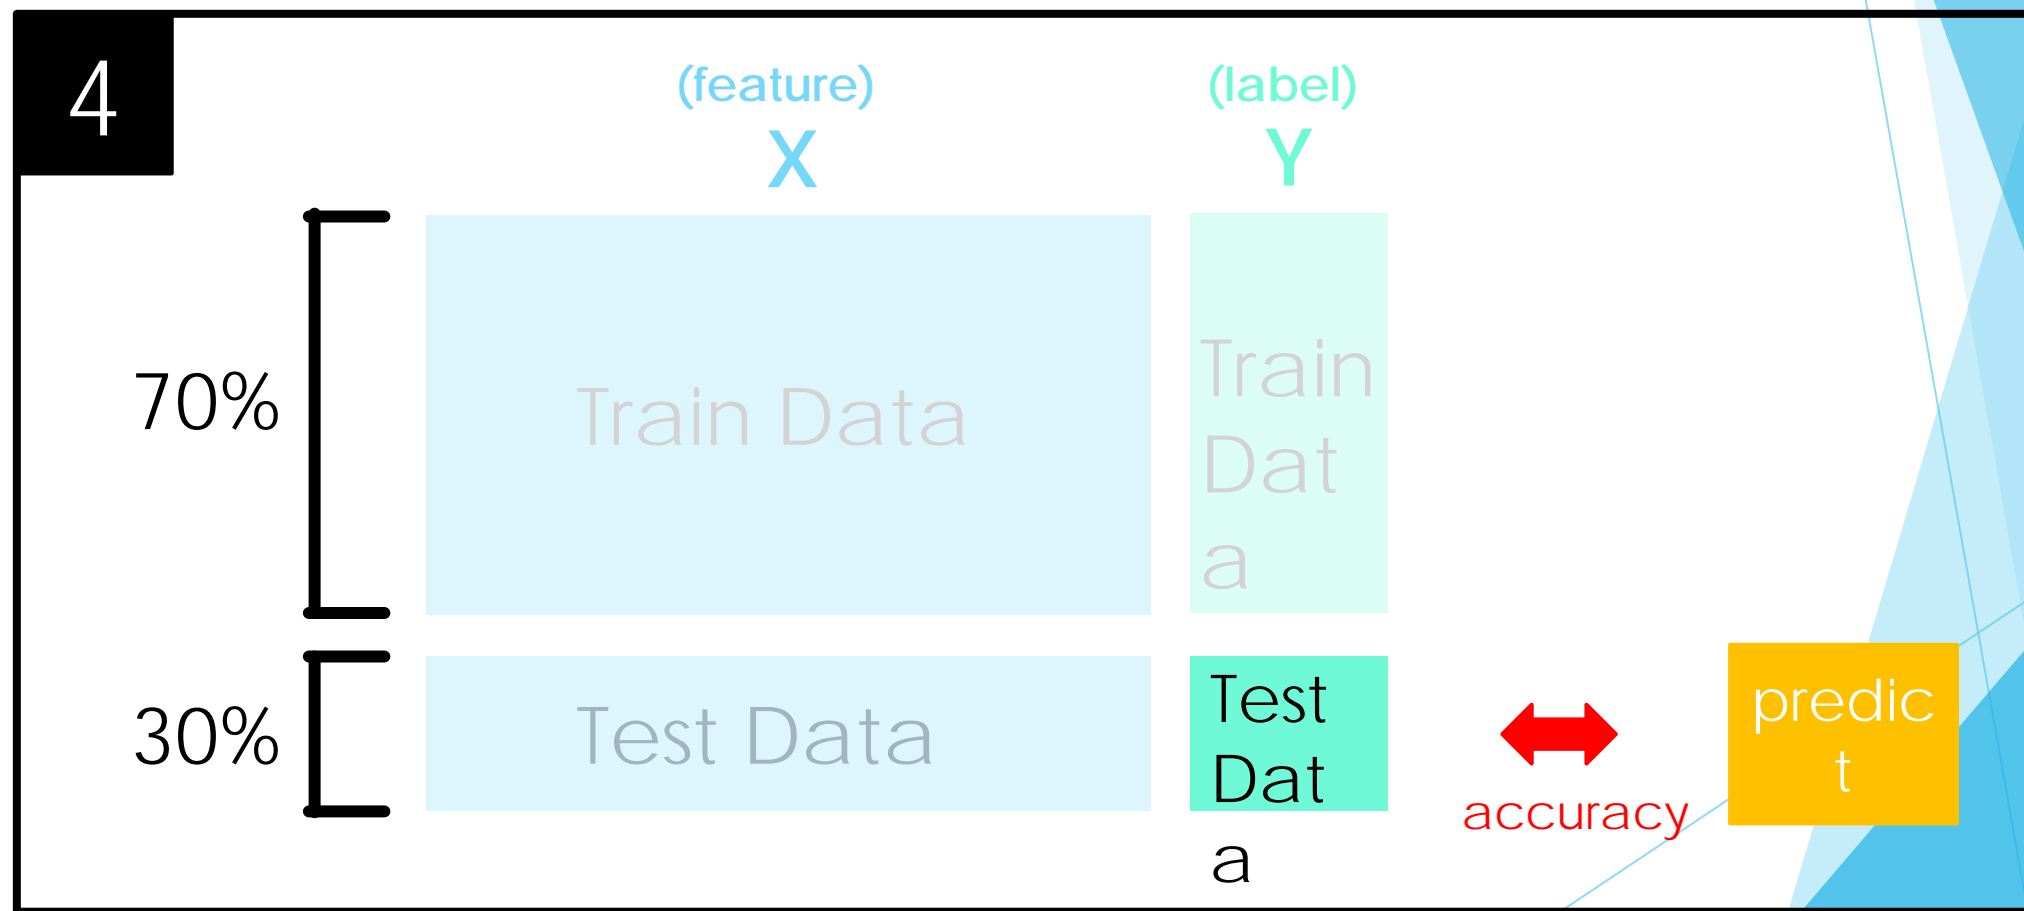 4
(feature)
X
(label)
Y
70%
Train Data
Train
Dat
a
30%
Test Data
Test
Dat
a
accuracy
predic
t